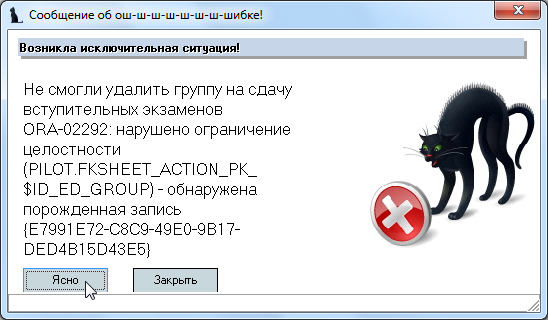 Сообщение об ош-ш-ш-ш-ш-ш-ш-шибке!
Возникла исключительная ситуация!
Не смогли удалить группу на сдачу
вступительных экзаменов
ORA-02292: нарушено ограничение
целостности
(PILOT.FKSHEET_ACTION_PK_
$ID_ED_GROUP) - обнаружена
порожденная запись
{E7991E72-C8C9-49E0-9B17-
DED4B15D43E5}
Ясно
Закрыть